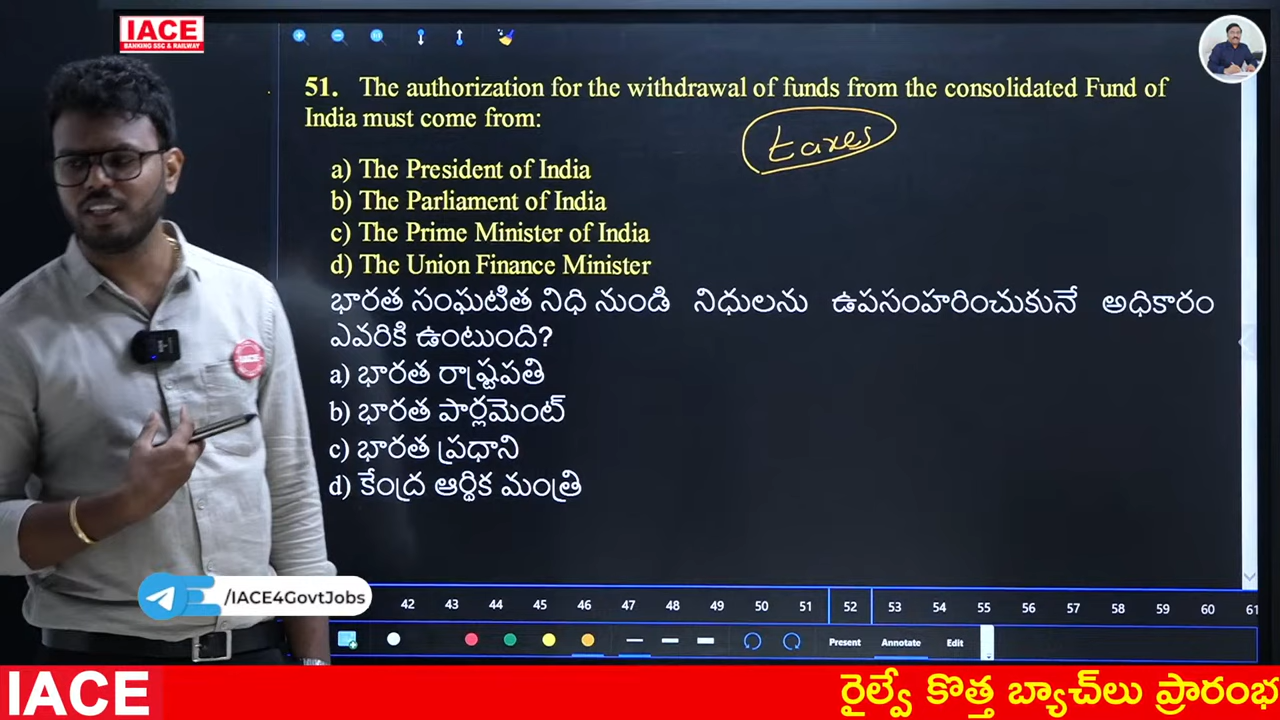 IACE
BANKING SSC & RAILWAY
51. The authorization for the withdrawal of funds from the consolidated Fund of
India must come from:
taxes
a) The President of India
b) The Parliament of India
c) The Prime Minister of India
d) The Union Finance Minister
భారత సంఘటిత నిధి నుండి నిధులను ఉపసంహరించుకునే అధికారం
ఎవరికి ఉంటుంది?
a) భారత రాష్ట్రపతి
b) భారత పార్లమెంట్
c) భారత ప్రధాని
d) కేంద్ర ఆర్థిక మంత్రి
IACE
/IACE4GovtJobs
42 43 44 45 46 47 48 49 50 51 52 53 54 55 56 57 58 59 60 61
Present Annotate Edit
IACE
రైల్వే కొత్త బ్యాచ్‌లు ప్రారంభ